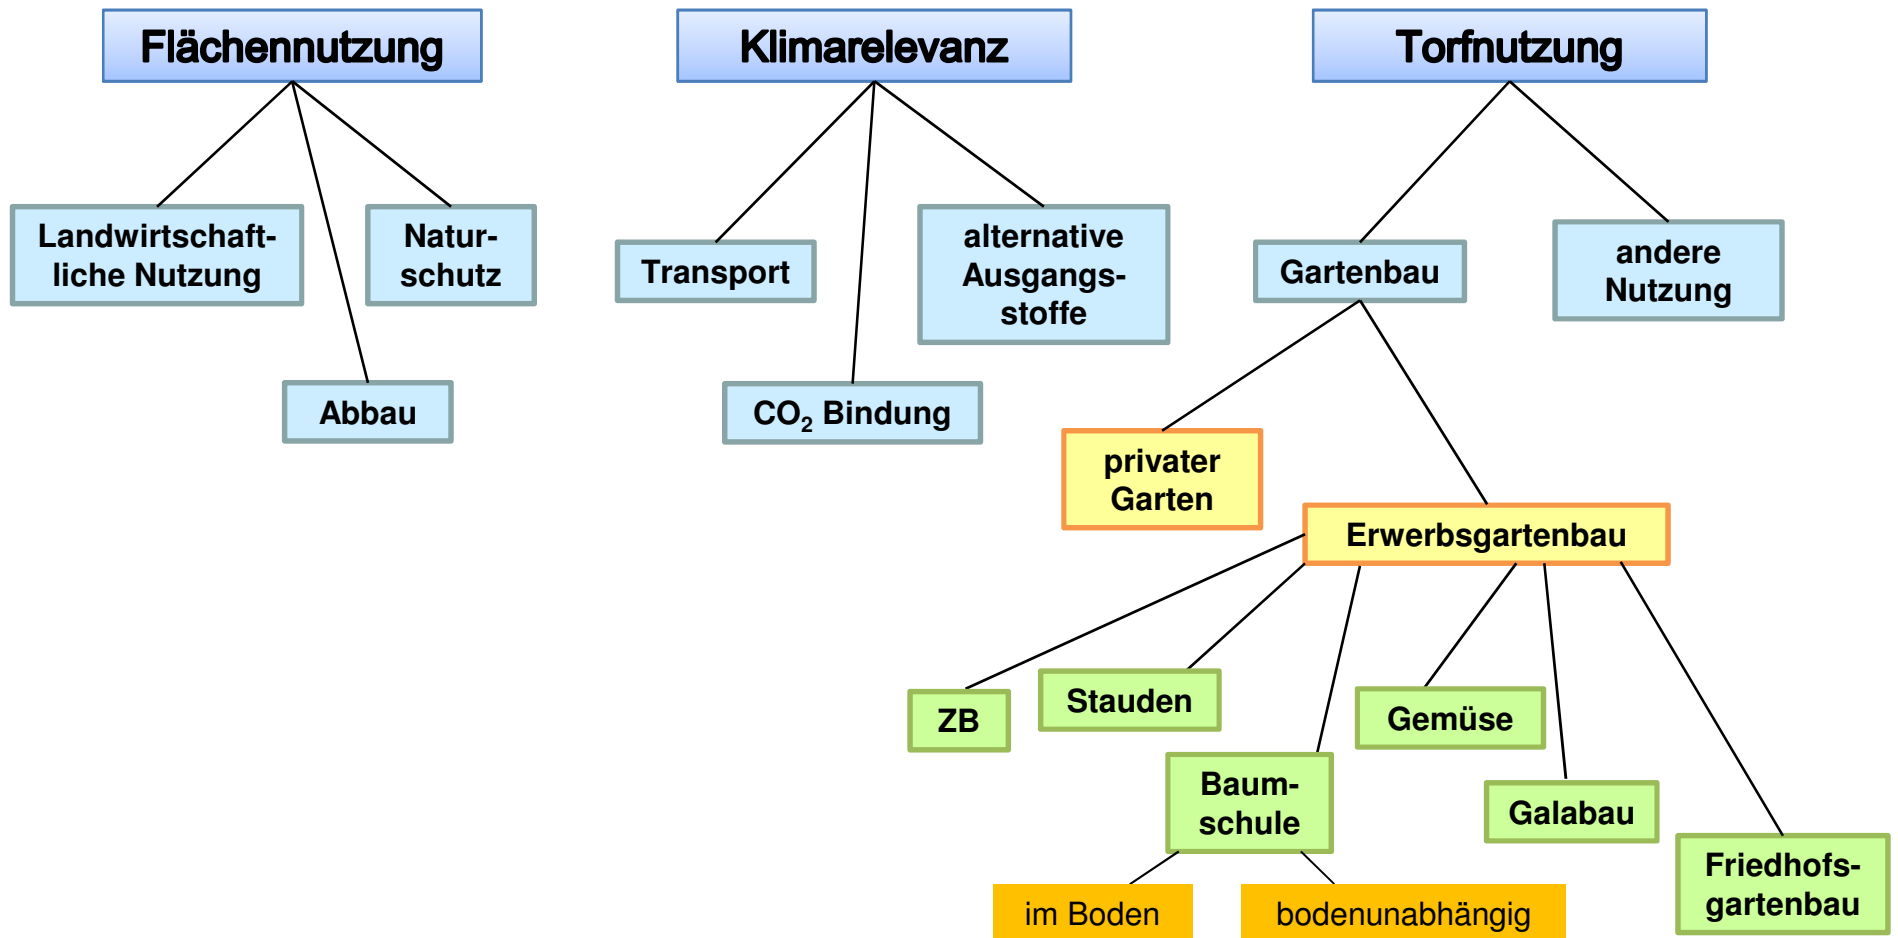 Flächennutzung
Klimarelevanz
Torfnutzung
Landwirtschaft-
liche Nutzung
Natur-
schutz
Abbau
Transport
alternative
Ausgangs-
stoffe
CO₂ Bindung
Gartenbau
andere
Nutzung
privater
Garten
Erwerbsgartenbau
ZB
Stauden
Baum-
schule
Gemüse
Galabau
Friedhofs-
gartenbau
im Boden
bodenunabhängig